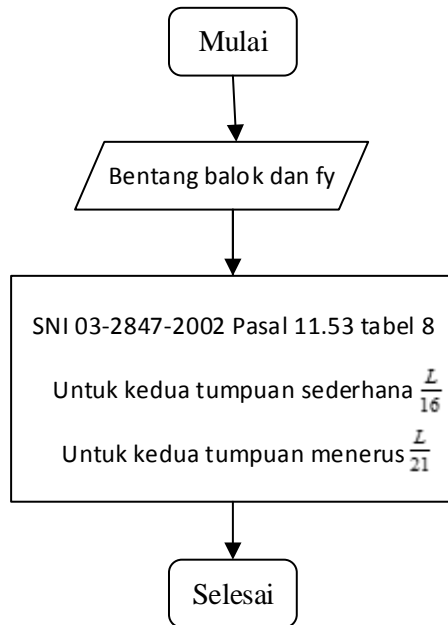 Mulai
Bentang balok dan fy
SNI 03-2847-2002 Pasal 11.53 tabel 8
Untuk kedua tumpuan sederhana L/16
Untuk kedua tumpuan menerus L/21
Selesai